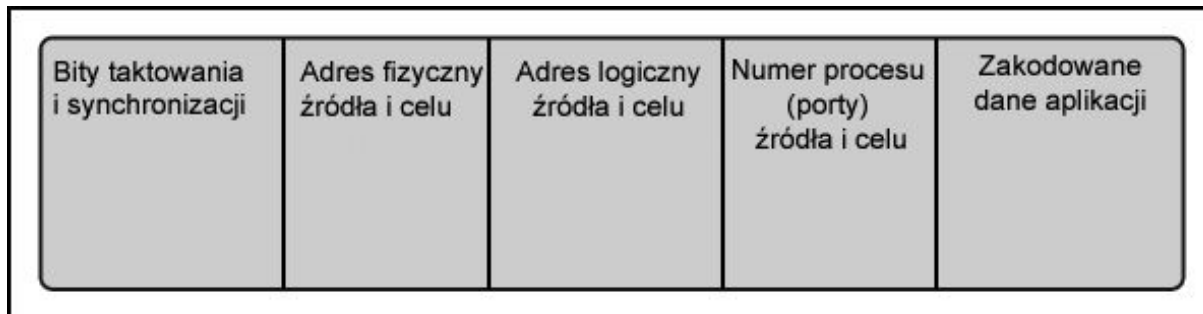 Bity taktowania
i synchronizacji
Adres fizyczny
źródła i celu
Adres logiczny
źródła i celu
Numer procesu
(porty)
źródła i celu
Zakodowane
dane aplikacji